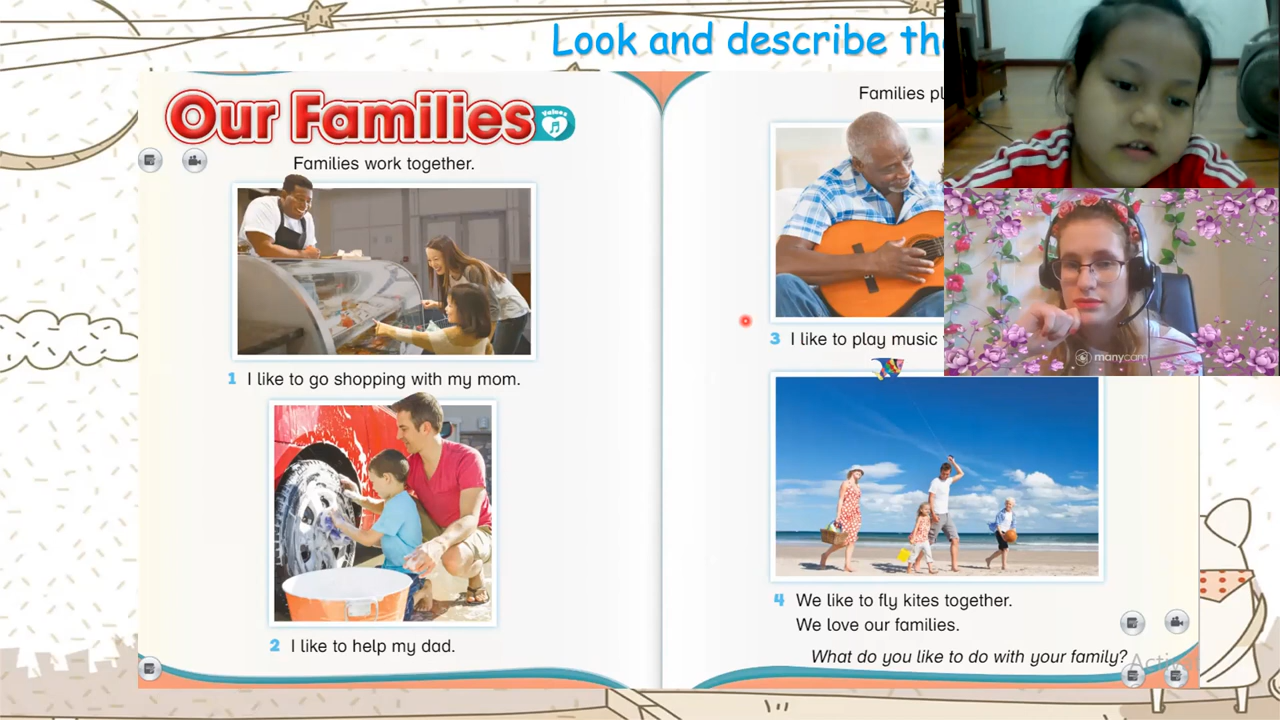 Look and describe
Our Families
Values
Families work together.
1 I like to go shopping with my mom.
2 I like to help my dad.
Families
3 I like to play music
4 We like to fly kites together.
We love our families.
What do you like to do with your family?
manycam